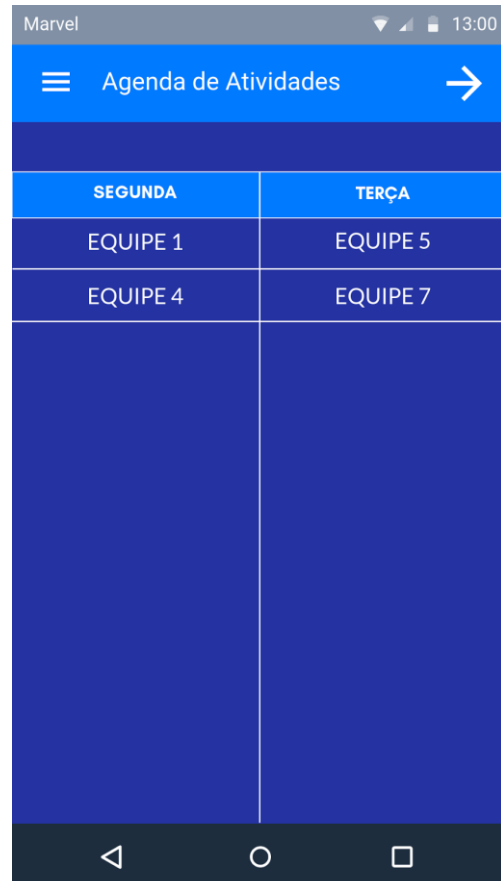 Marvel 13:00
Agenda de Atividades
SEGUNDA TERÇA
EQUIPE 1 EQUIPE 5
EQUIPE 4 EQUIPE 7